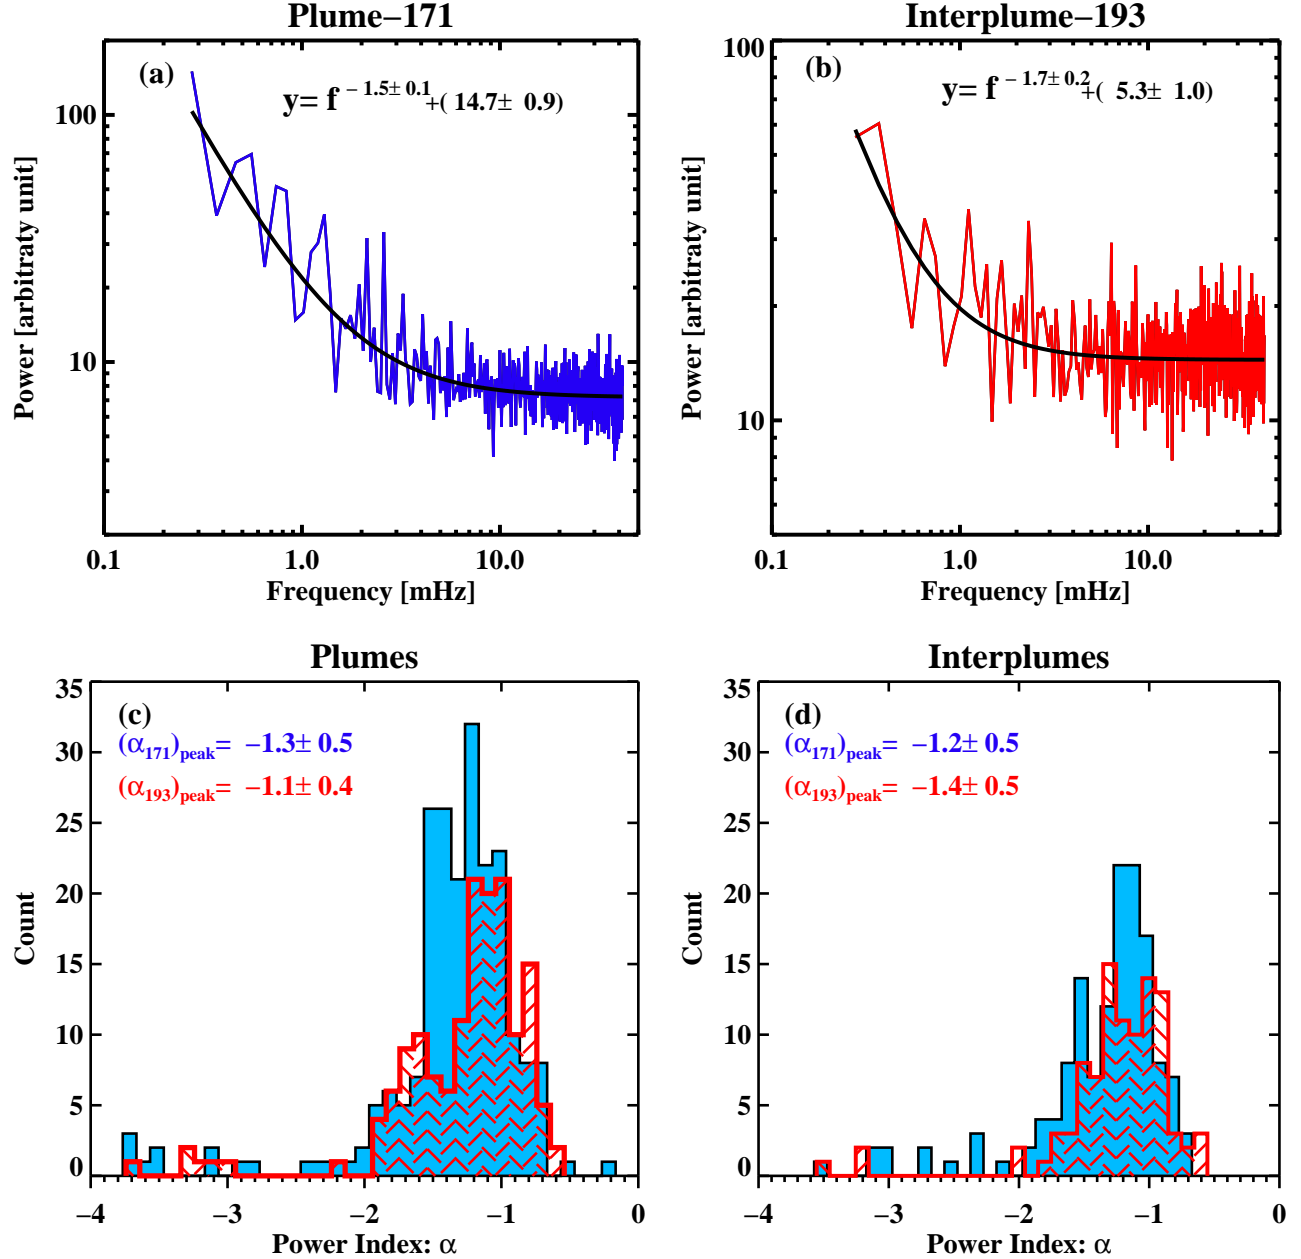 Plume−171
(a)
y= f − 1.5± 0.1 +( 14.7± 0.9)
Power [arbitraty unit]
100
10
0.1 1.0 10.0
Frequency [mHz]
Interplume−193
(b)
y= f − 1.7± 0.2 +( 5.3± 1.0)
Power [arbitraty unit]
100
10
0.1 1.0 10.0
Frequency [mHz]
Plumes
(c)
(α171)peak= −1.3± 0.5
(α193)peak= −1.1± 0.4
Count
35
30
25
20
15
10
5
0
−4 −3 −2 −1 0
Power Index: α
Interplumes
(d)
(α171)peak= −1.2± 0.5
(α193)peak= −1.4± 0.5
Count
35
30
25
20
15
10
5
0
−4 −3 −2 −1 0
Power Index: α